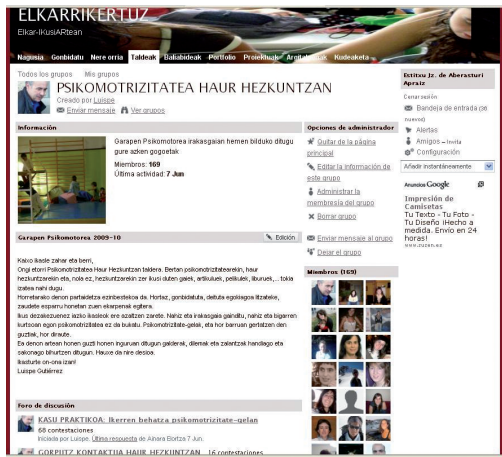 ELKARRIKERTUZ
Elkar-IKusiARtean
Nagusia Gonbidatu Nere orria Taldeak Baliabideak Portfolio Proiektuak Kudeaketa
Todos los grupos Mis grupos
PSIKOMOTRIZITATEA HAUR HEZKUNTZAN
Creado por Luispe
Enviar mensaje Ver grupos
Información
Garapen Psikomotorea irakasgaian hemen bilduko ditugu
gure azken gogoetak
Miembros: 169
Última actividad: 7 Jun
Garapen Psikomotorea 2009-10
Edición
Kaixo ikasle zahar eta berri,
Ongi etorri Psikomotrizitatea Haur Hezkuntzan taldera. Bertan psikomotrizitatearekin, haur
hezkuntzarekin eta, nola ez, hezkuntzarekin zer ikusi duten gaiek, artikuluek, pelikulek, liburuek,... tokia
izatea nahi dugu.
Horretarako denon partaidetza ezinbestekoa da. Hortaz, gonbidatuta, deituta egokiagoa litzateke,
zaudete esparru honetan zuen ekarpenak egitera.
Ikus dezakezuenez iazko ikasleok ere azaltzen zarete. Nahiz eta irakasgaia gainditu, nahiz eta bigarren
kurtsoan egon psikomotrizitatea ez da bukatu. Psikomotrizitate-gelak, eta hor barruan gertatzen den
guztiak, hor diraute.
Ea denon artean honen guzti honen inguruan ditugun galderak, dilemak eta zalantzak handiago eta
sakonago bihurtzen ditugun. Hauxe da nire desioa.
Ikasturte on-ona izan!
Luispe Gutiérrez
Foro de discusión
KASU PRAKTIKOA: Ikerren behatza psikomotrizitate-gelan
68 contestaciones
Iniciada por Luispe. Última respuesta de Ainara Bortza 7 Jun.
GORPUTZ KONTAKTUA HAUR HEZKUNTZAN 16 contestaciones
Opciones de administrador
Quitar de la página
principal
Editar la información de
este grupo
Administrar la
membresía del grupo
Borrar grupo
Enviar mensaje al grupo
Dejar el grupo
Miembros (169)
Estitxu Jz. de Aberasturi
Apraiz
Cerrar sesión
Bandeja de entrada
nuevos)
Alertas
Amigos – Invita
Configuración
Añadir instantáneamente
Anuncios Google
Impresión de
Camisetas
Tu Texto - Tu Foto -
Tu Diseño ¡Hecho a
medida. Envío en 24
horas!